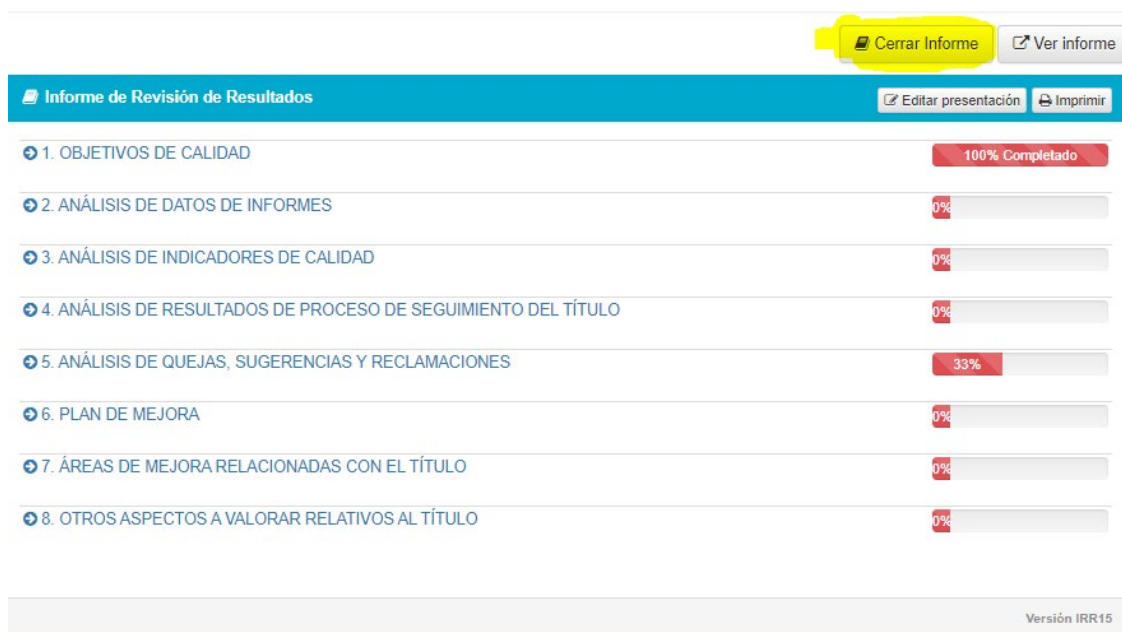 Cerrar Informe Ver informe
Informe de Revisión de Resultados Editar presentación Imprimir
1. OBJETIVOS DE CALIDAD 100% Completado
2. ANÁLISIS DE DATOS DE INFORMES 0%
3. ANÁLISIS DE INDICADORES DE CALIDAD 0%
4. ANÁLISIS DE RESULTADOS DE PROCESO DE SEGUIMIENTO DEL TÍTULO 0%
5. ANÁLISIS DE QUEJAS, SUGERENCIAS Y RECLAMACIONES 33%
6. PLAN DE MEJORA 0%
7. ÁREAS DE MEJORA RELACIONADAS CON EL TÍTULO 0%
8. OTROS ASPECTOS A VALORAR RELATIVOS AL TÍTULO 0%
Versión IRR15